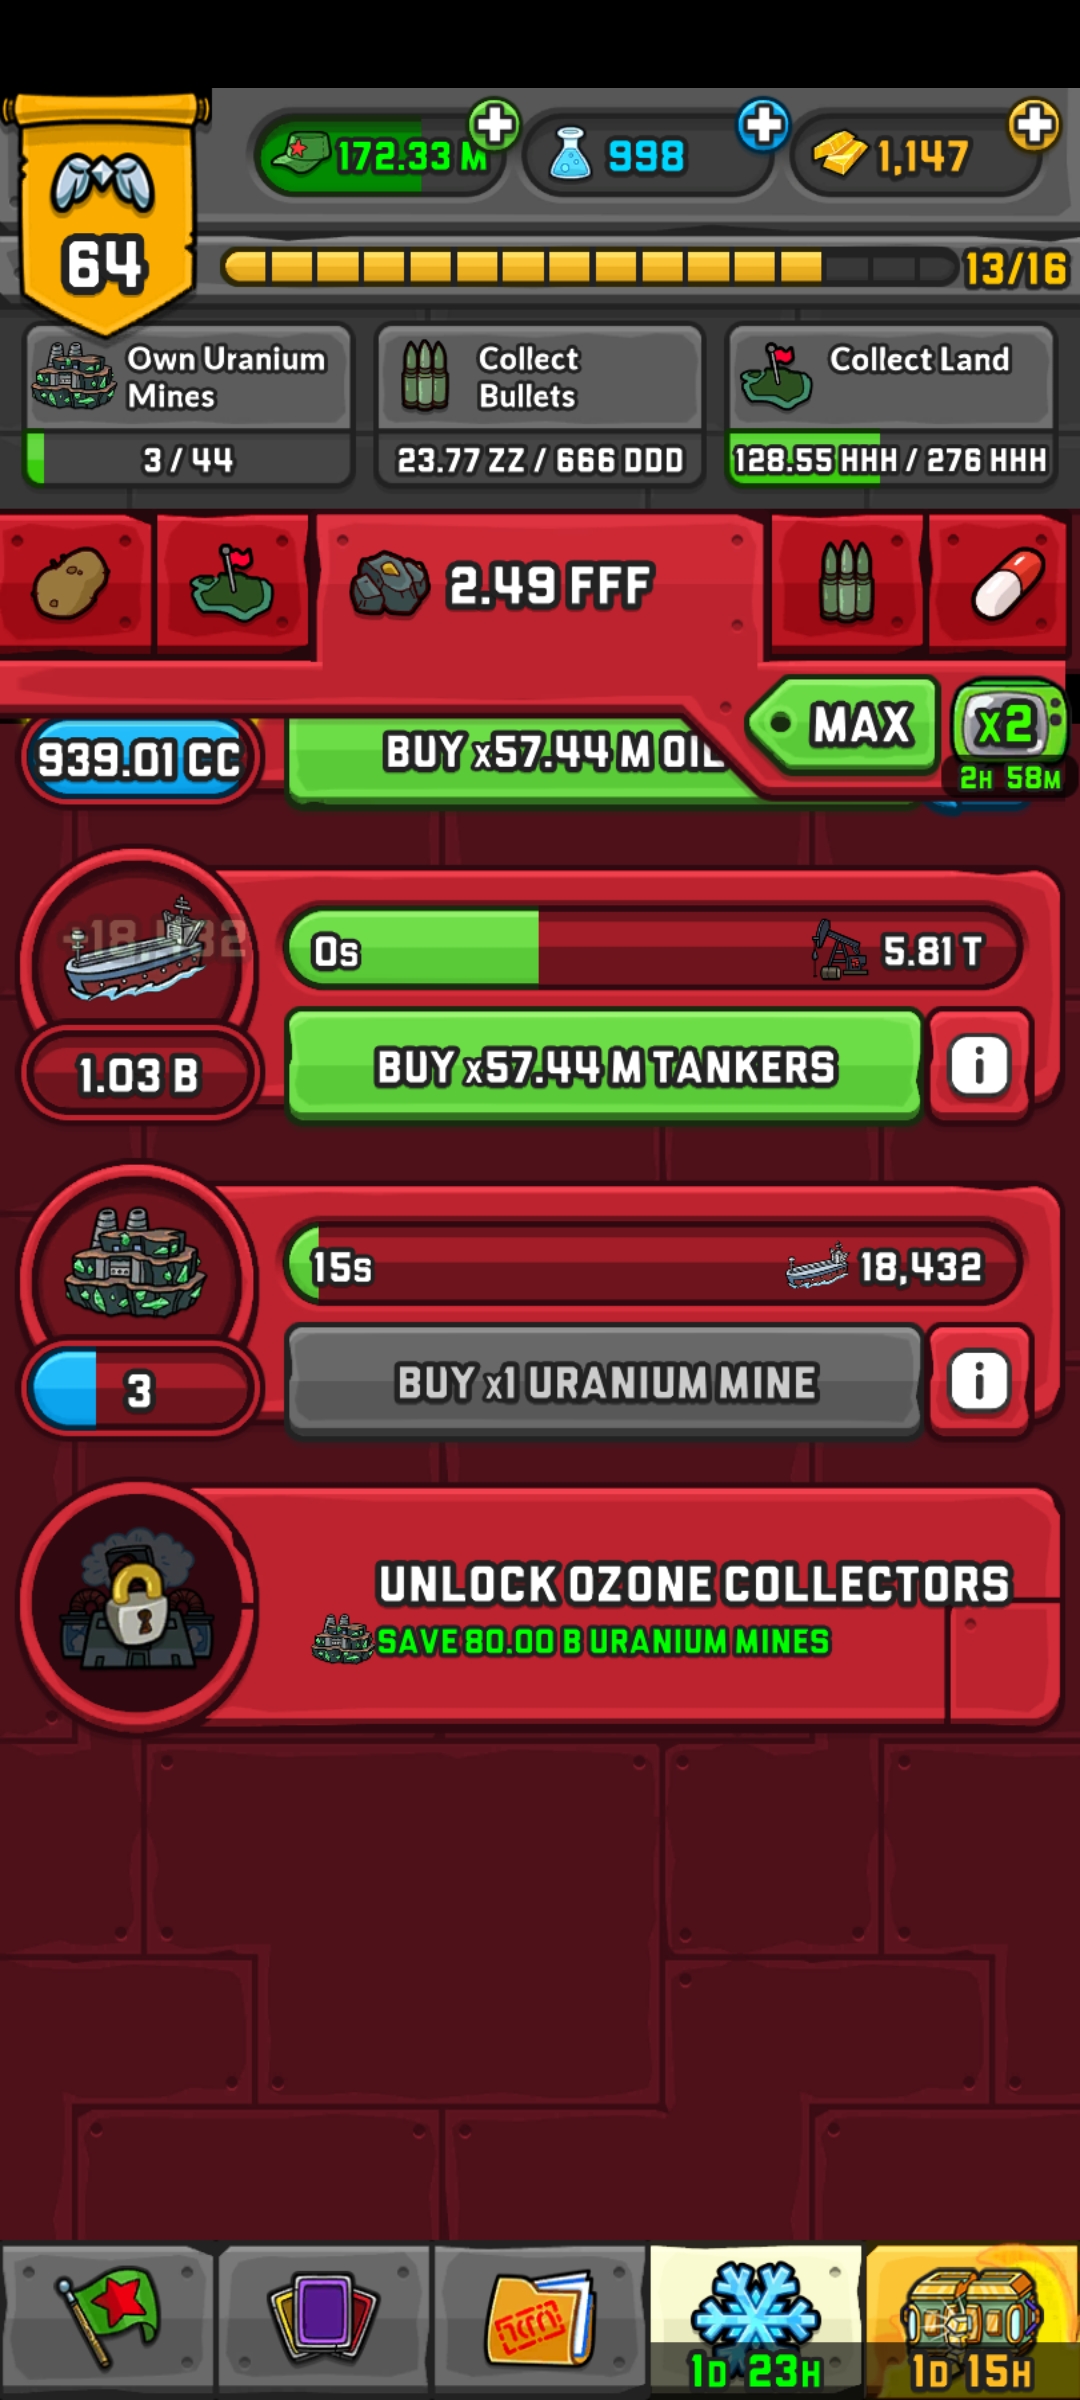 172.33 M
998
1,147
64
13/16
Own Uranium
Mines
3 / 44
Collect
Bullets
23.77 ZZ / 666 DDD
Collect Land
128.55 HHH / 276 HHH
2.49 FFF
MAX
x2
2H 58M
939.01 CC
BUY x57.44 M OIL
+18,432
0s
5.81 T
1.03 B
BUY x57.44 M TANKERS
i
15s
18,432
3
BUY x1 URANIUM MINE
i
UNLOCK OZONE COLLECTORS
SAVE 80.00 B URANIUM MINES
1D 23H
1D 15H